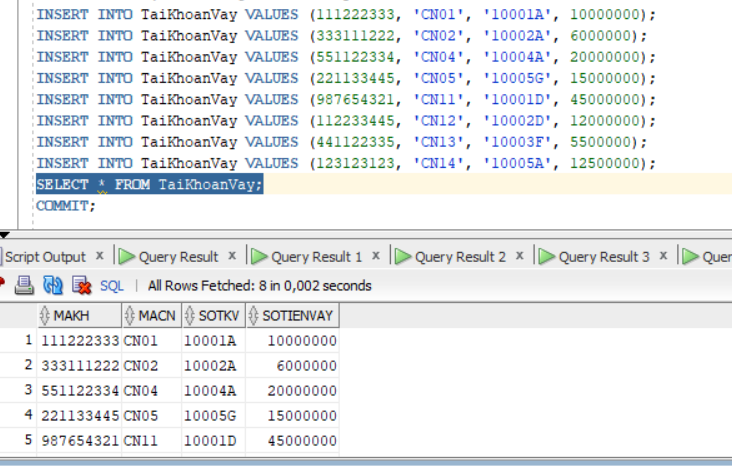 INSERT INTO TaiKhoanVay VALUES (111222333, 'CN01', '10001A', 10000000);
INSERT INTO TaiKhoanVay VALUES (333111222, 'CN02', '10002A', 6000000);
INSERT INTO TaiKhoanVay VALUES (551122334, 'CN04', '10004A', 20000000);
INSERT INTO TaiKhoanVay VALUES (221133445, 'CN05', '10005G', 15000000);
INSERT INTO TaiKhoanVay VALUES (987654321, 'CN11', '10001D', 45000000);
INSERT INTO TaiKhoanVay VALUES (112233445, 'CN12', '10002D', 12000000);
INSERT INTO TaiKhoanVay VALUES (441122335, 'CN13', '10003F', 5500000);
INSERT INTO TaiKhoanVay VALUES (123123123, 'CN14', '10005A', 12500000);
SELECT * FROM TaiKhoanVay;
COMMIT;
Script Output x Query Result x Query Result 1 x Query Result 2 x Query Result 3 x Quer
SQL | All Rows Fetched: 8 in 0,002 seconds
MAKH MACN SOTKV SOTIENVAY
1 111222333 CN01 10001A 10000000
2 333111222 CN02 10002A 6000000
3 551122334 CN04 10004A 20000000
4 221133445 CN05 10005G 15000000
5 987654321 CN11 10001D 45000000